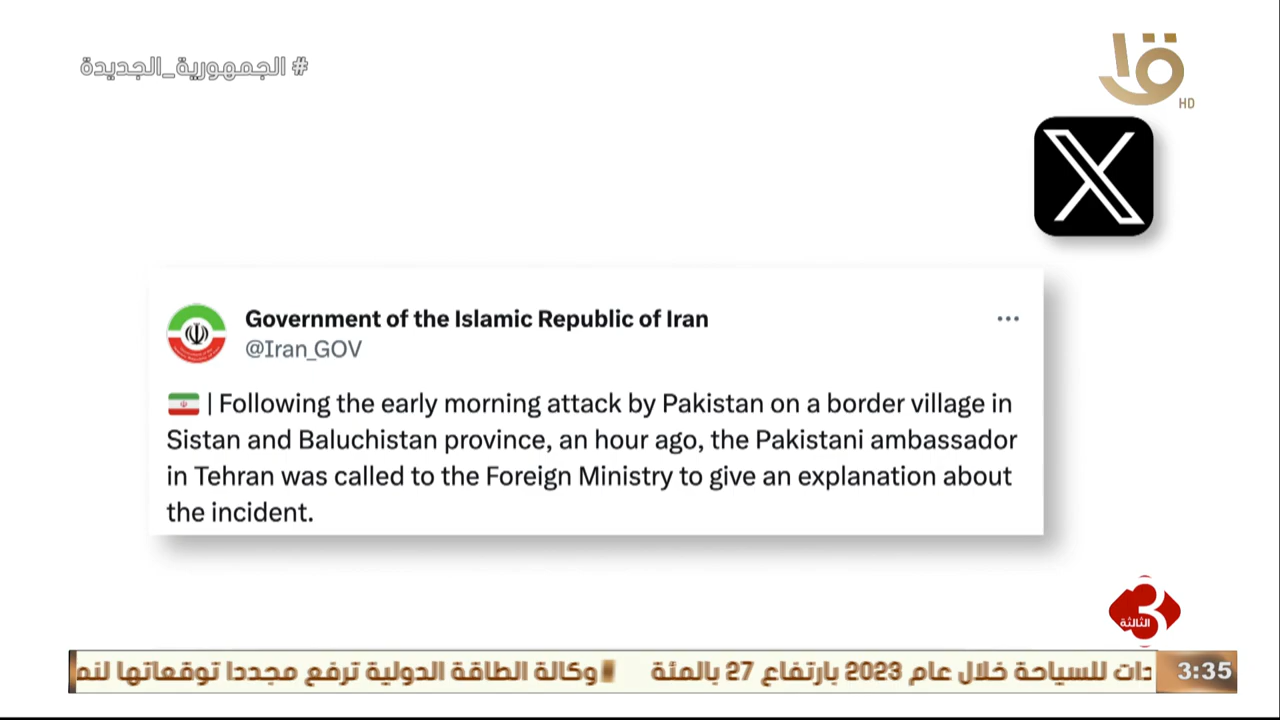 # الجمهورية_الجديدة
HD
Government of the Islamic Republic of Iran
@Iran_GOV
| Following the early morning attack by Pakistan on a border village in
Sistan and Baluchistan province, an hour ago, the Pakistani ambassador
in Tehran was called to the Foreign Ministry to give an explanation about
the incident.
3
الثالثة
دات للسياحة خلال عام 2023 بارتفاع 27 بالمئة وكالة الطاقة الدولية ترفع مجددا توقعاتها لنم
3:35